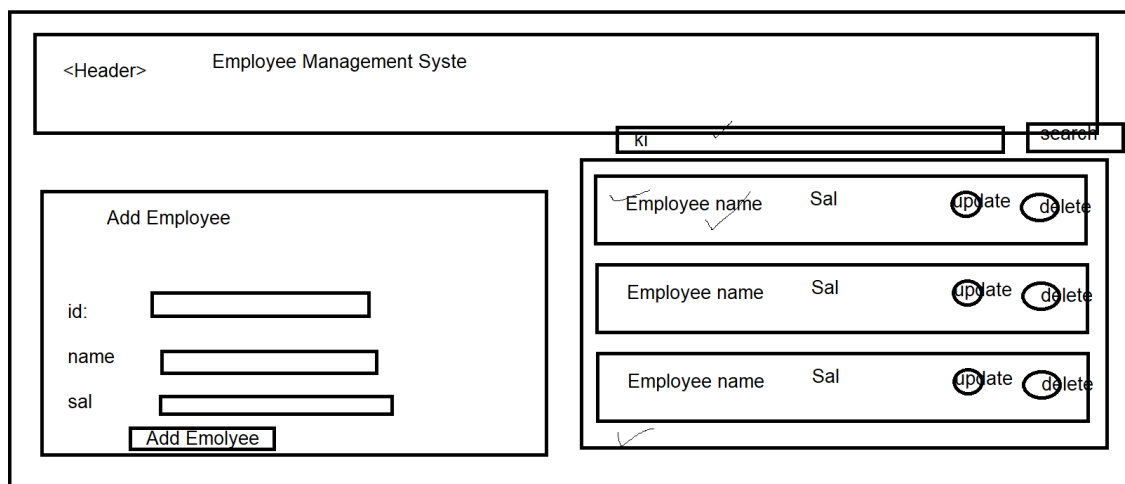 <Header> Employee Management Syste
ki search
Add Employee
id:
name
sal
Add Emolyee
Employee name Sal update delete
Employee name Sal update delete
Employee name Sal update delete